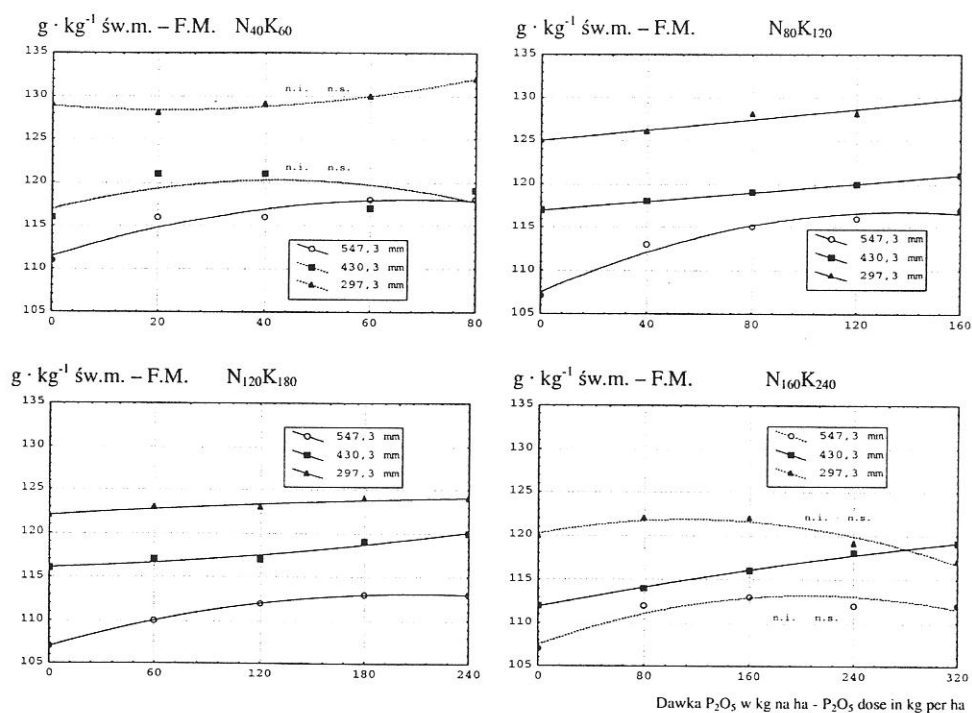 g · kg⁻¹ św.m. – F.M. N₄₀K₆₀
135
130
125
120
115
110
105
n.i. n.s.
n.i. n.s.
547,3 mm
430,3 mm
297,3 mm
0 20 40 60 80
g · kg⁻¹ św.m. – F.M. N₈₀K₁₂₀
135
130
125
120
115
110
105
547,3 mm
430,3 mm
297,3 mm
0 40 80 120 160
g · kg⁻¹ św.m. – F.M. N₁₂₀K₁₈₀
135
130
125
120
115
110
105
547,3 mm
430,3 mm
297,3 mm
0 60 120 180 240
g · kg⁻¹ św.m. – F.M. N₁₆₀K₂₄₀
135
130
125
120
115
110
105
547,3 mm
430,3 mm
297,3 mm
n.i. n.s.
n.i. n.s.
0 80 160 240 320
Dawka P₂O₅ w kg na ha - P₂O₅ dose in kg per ha